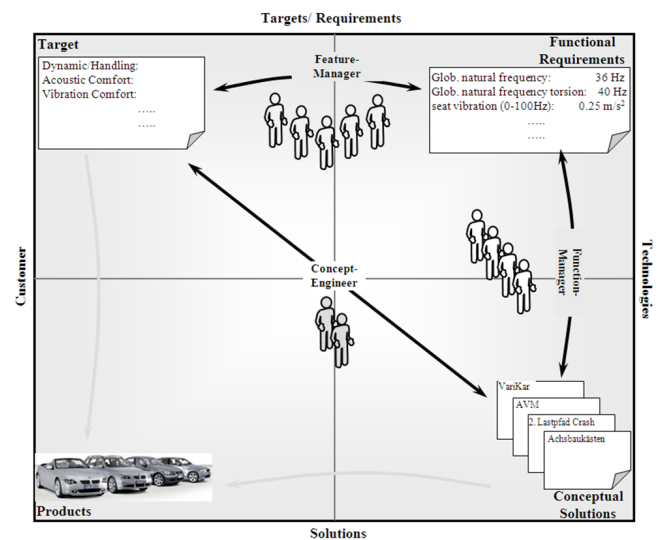 Targets/ Requirements
Target
Dynamic/Handling:
Acoustic Comfort:
Vibration Comfort:
.....
.....
Feature-
Manager
Functional
Requirements
Glob. natural frequency: 36 Hz
Glob. natural frequency torsion: 40 Hz
seat vibration (0-100Hz): 0.25 m/s²
.....
.....
Customer
Concept-
Engineer
Function-
Manager
Technologies
VariKar
AVM
2. Lastpfad Crash
Achsbaukästen
Products
Conceptual
Solutions
Solutions